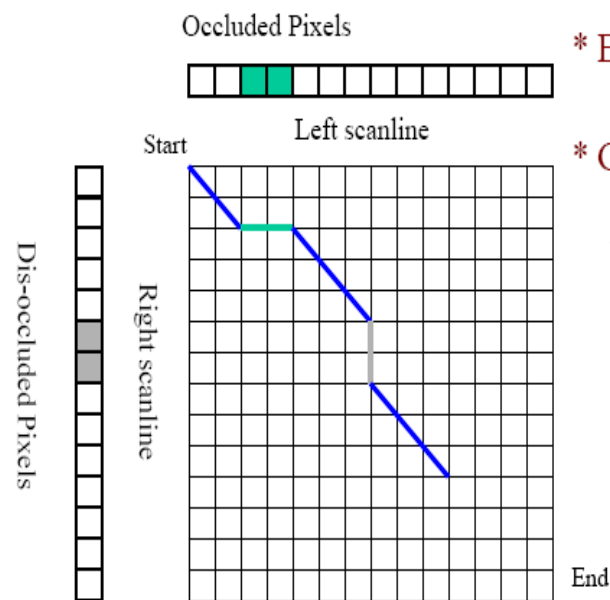 Occluded Pixels
* E
Left scanline
Start
* C
Dis-occluded Pixels
Right scanline
End